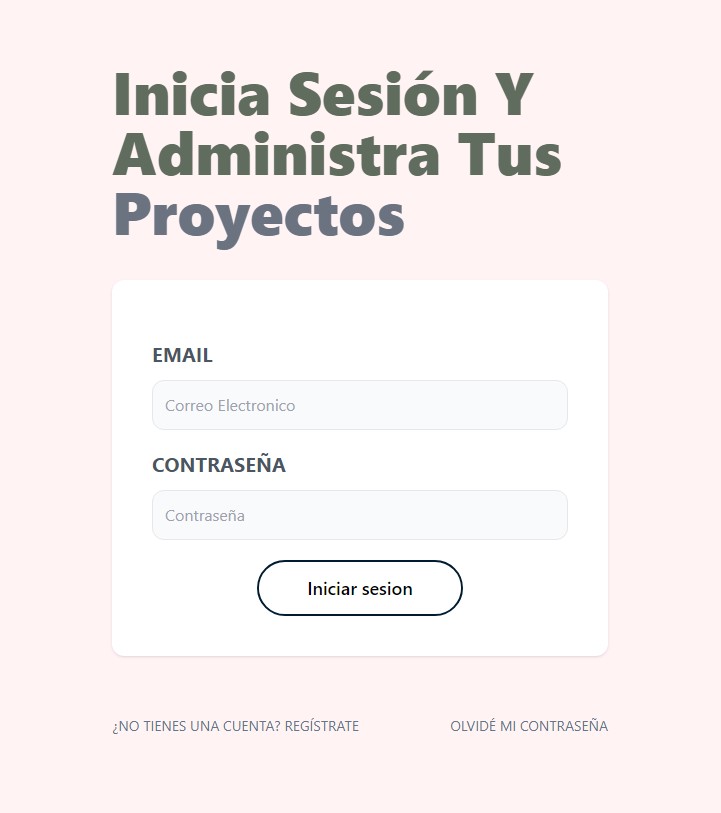 Inicia Sesión Y
Administra Tus
Proyectos
EMAIL
Correo Electronico
CONTRASEÑA
Contraseña
Iniciar sesion
¿NO TIENES UNA CUENTA? REGÍSTRATE OLVIDÉ MI CONTRASEÑA